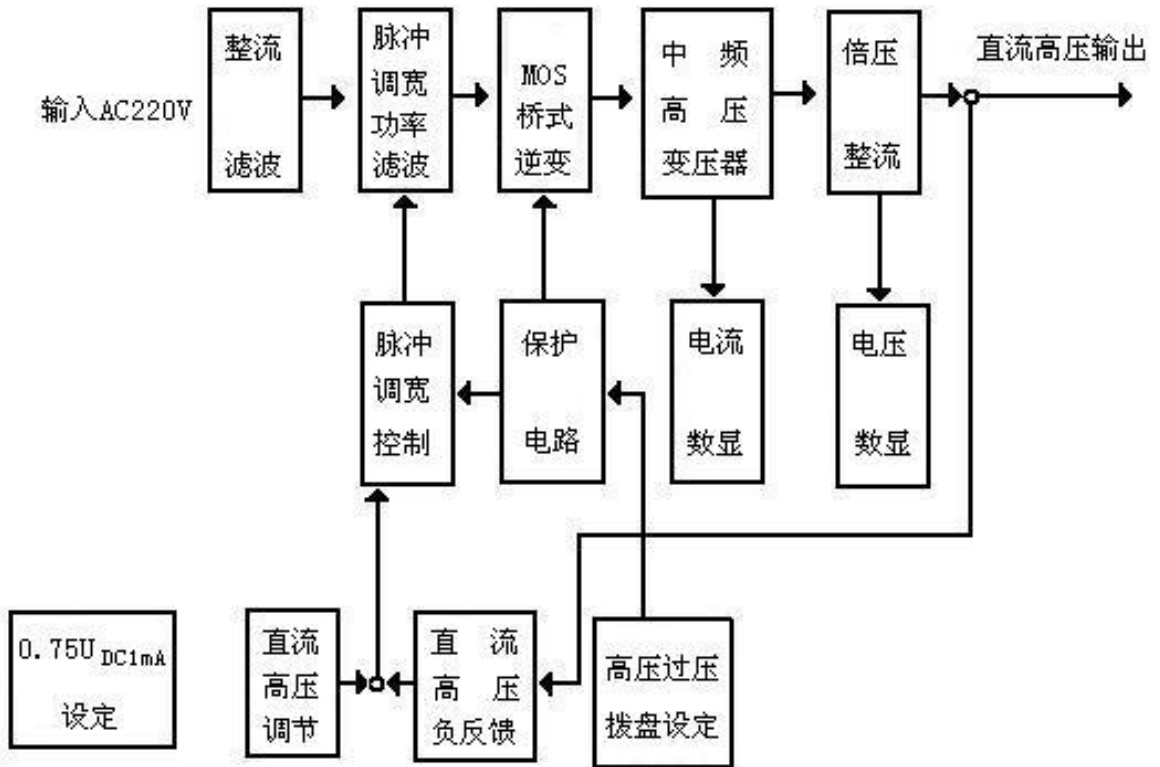 输入AC220V
整流
滤波
脉冲
调宽
功率
滤波
MOS
桥式
逆变
中 频
高 压
变压器
倍压
整流
直流高压输出
脉冲
调宽
控制
保护
电路
电流
数显
电压
数显
0.75U DC1mA
设定
直流
高压
调节
直 流
高 压
负反馈
高压过压
拨盘设定